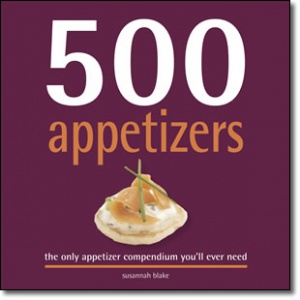 500
appetizers
the only appetizer compendium you'll ever need
susannah blake